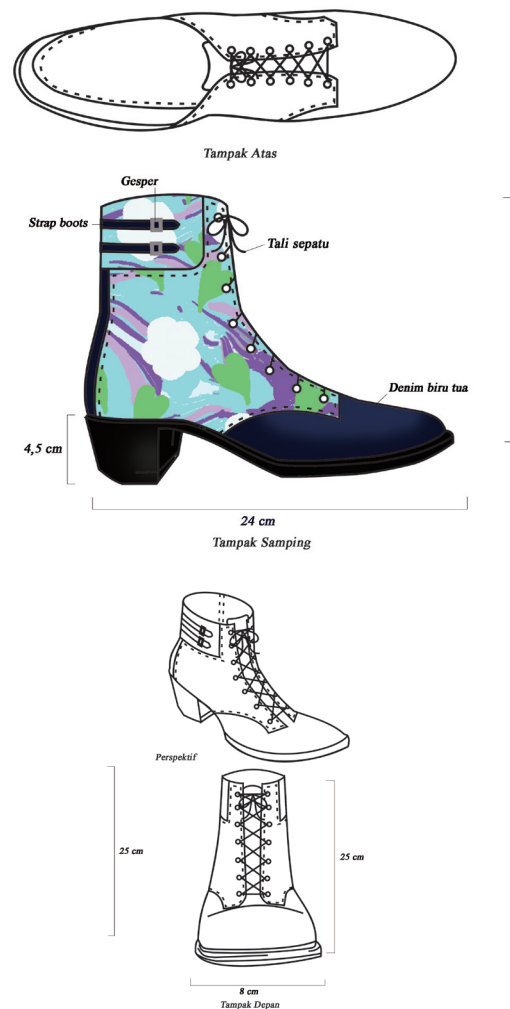 Tampak Atas
Gesper
Strap boots
Tali sepatu
Denim biru tua
4,5 cm
24 cm
Tampak Samping
Perspektif
25 cm
25 cm
8 cm
Tampak Depan